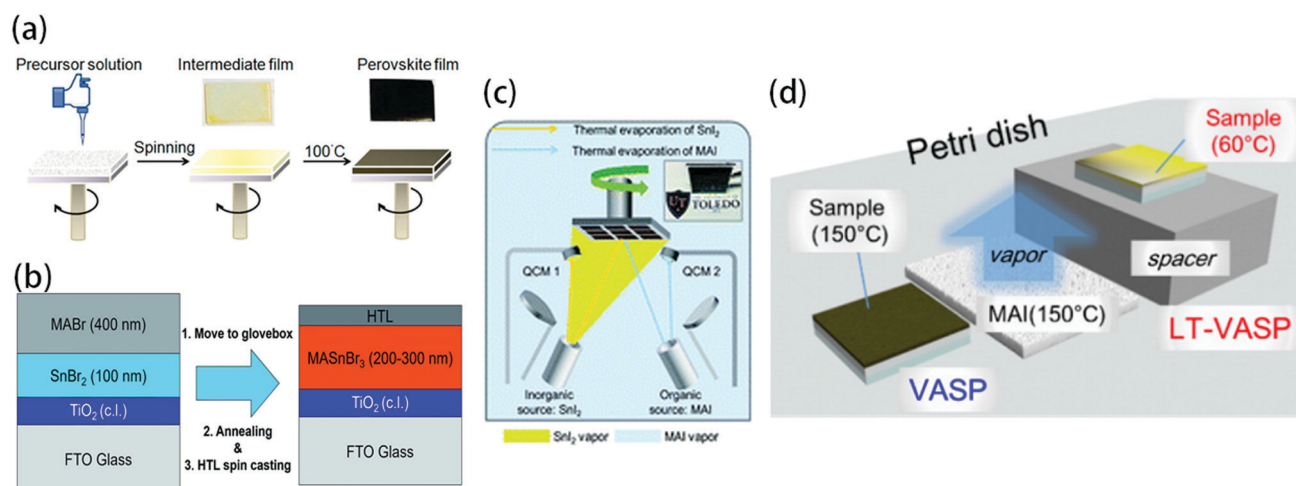 (a)
Precursor solution
Intermediate film
Perovskite film
Spinning
100°C
(b)
MABr (400 nm)
SnBr₂ (100 nm)
TiO₂ (c.l.)
FTO Glass
1. Move to glovebox
2. Annealing
&
3. HTL spin casting
HTL
MASnBr₃ (200-300 nm)
TiO₂ (c.l.)
FTO Glass
(c)
Thermal evaporation of SnI₂
Thermal evaporation of MAI
UT
TOLEDO
QCM 1
QCM 2
Inorganic
source: SnI₂
Organic
source: MAI
SnI₂ vapor
MAI vapor
(d)
Petri dish
Sample
(60°C)
Sample
(150°C)
vapor
spacer
MAI(150°C)
LT-VASP
VASP